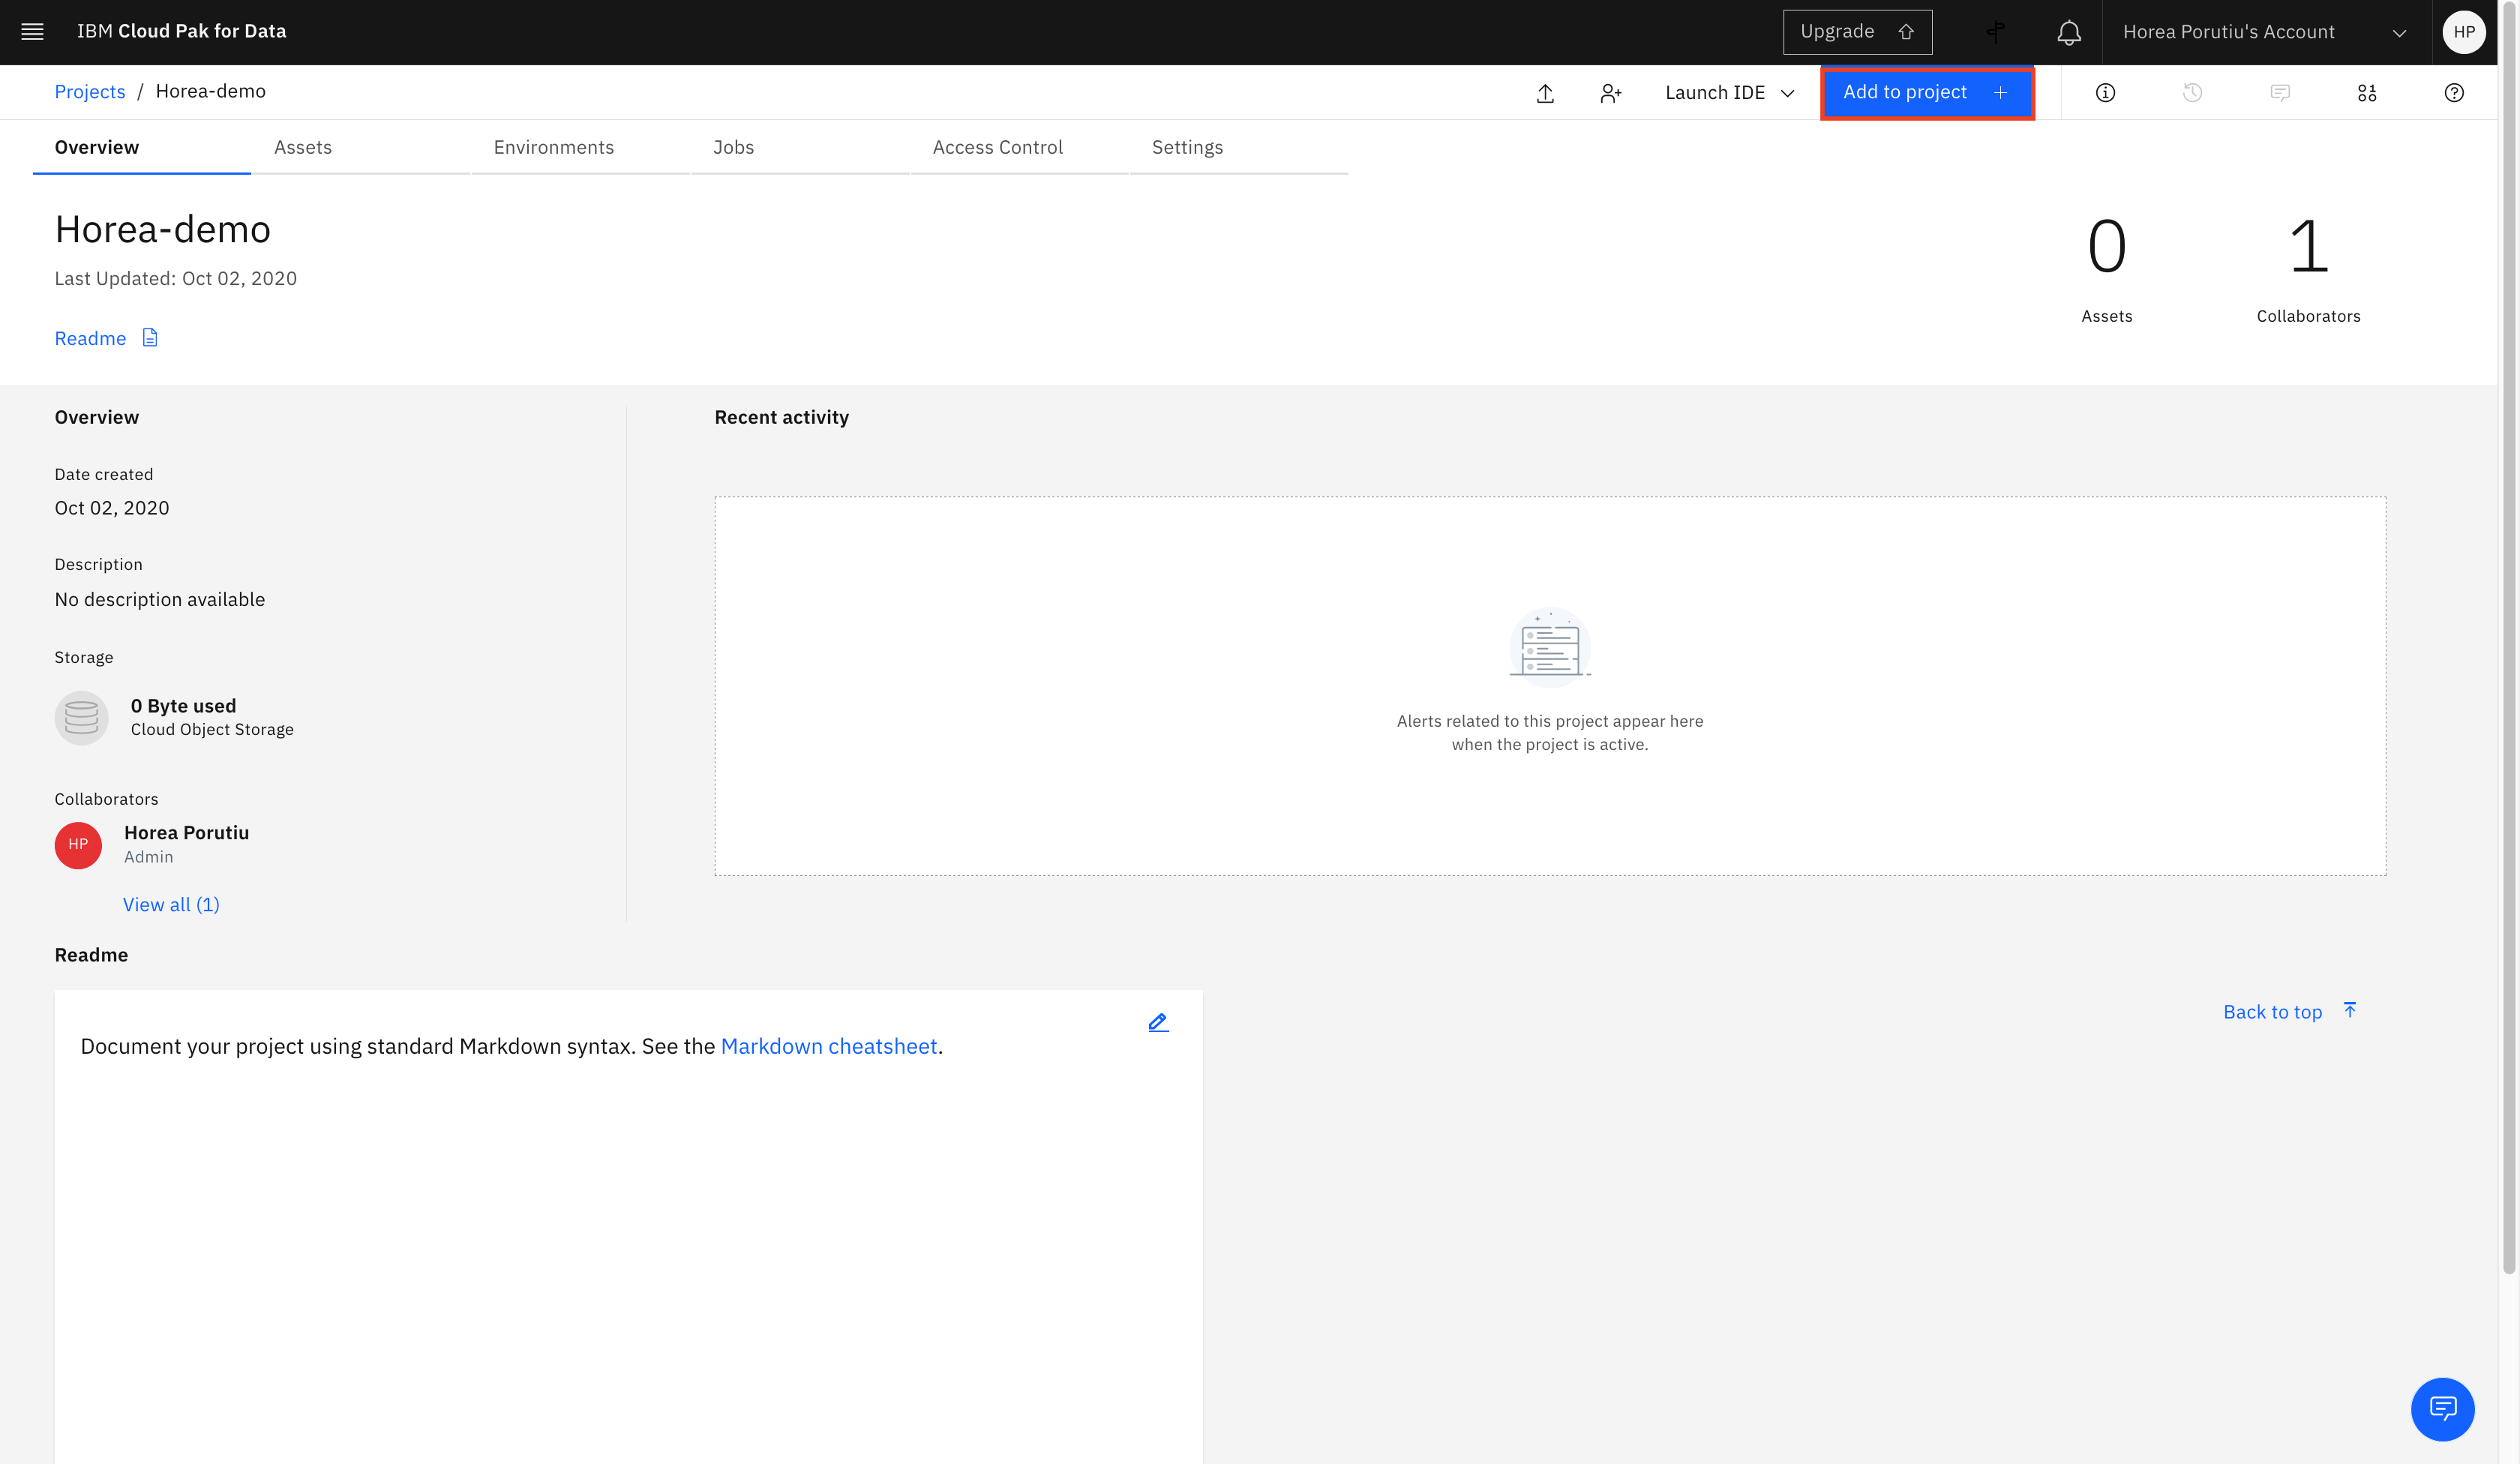 IBM Cloud Pak for Data
Upgrade
Horea Porutiu's Account
HP
Projects / Horea-demo
Launch IDE
Add to project
Overview
Assets
Environments
Jobs
Access Control
Settings
Horea-demo
Last Updated: Oct 02, 2020
Readme
0
Assets
1
Collaborators
Overview
Date created
Oct 02, 2020
Description
No description available
Storage
0 Byte used
Cloud Object Storage
Collaborators
HP
Horea Porutiu
Admin
View all (1)
Recent activity
Alerts related to this project appear here
when the project is active.
Readme
Document your project using standard Markdown syntax. See the Markdown cheatsheet.
Back to top